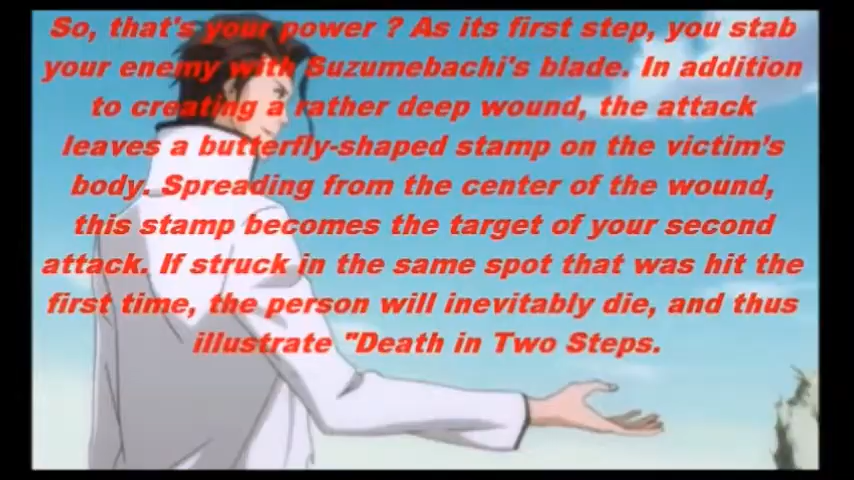 So, that's your power ? As its first step, you stab
your enemy with Suzumebachi's blade. In addition
to creating a rather deep wound, the attack
leaves a butterfly-shaped stamp on the victim's
body. Spreading from the center of the wound,
this stamp becomes the target of your second
attack. If struck in the same spot that was hit the
first time, the person will inevitably die, and thus
illustrate "Death in Two Steps.